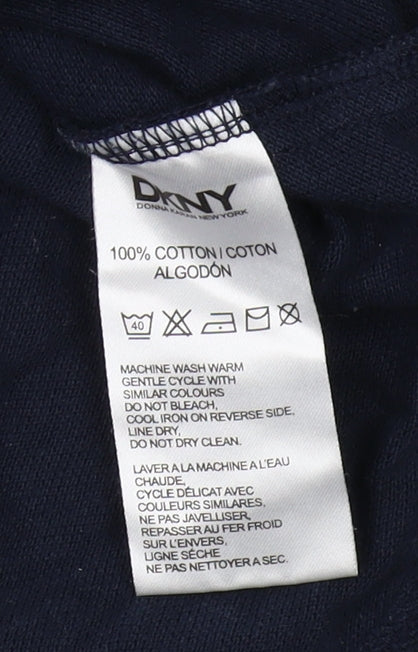 DKNY
DONNA KARAN NEW YORK
100% COTTON/COTON
ALGODÓN
40
MACHINE WASH WARM
GENTLE CYCLE WITH
SIMILAR COLOURS
DO NOT BLEACH,
COOL IRON ON REVERSE SIDE,
LINE DRY,
DO NOT DRY CLEAN.
LAVER A LA MACHINE A L'EAU
CHAUDE,
CYCLE DÉLICAT AVEC
COULEURS SIMILARES,
NE PAS JAVELLISER,
REPASSER AU FER FROID
SUR L'ENVERS,
LIGNE SÈCHE
NE PAS NETTOYER A SEC.